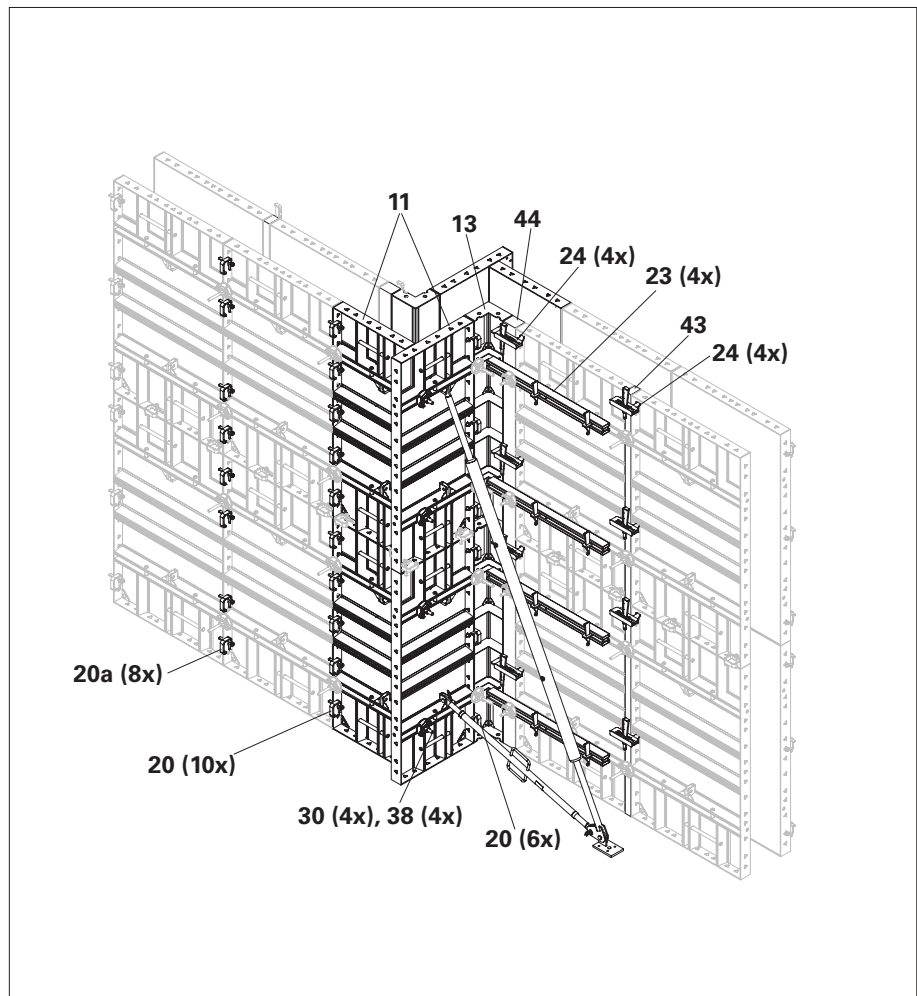 11
13
44
24 (4x)
23 (4x)
43
24 (4x)
20a (8x)
20 (10x)
30 (4x), 38 (4x)
20 (6x)